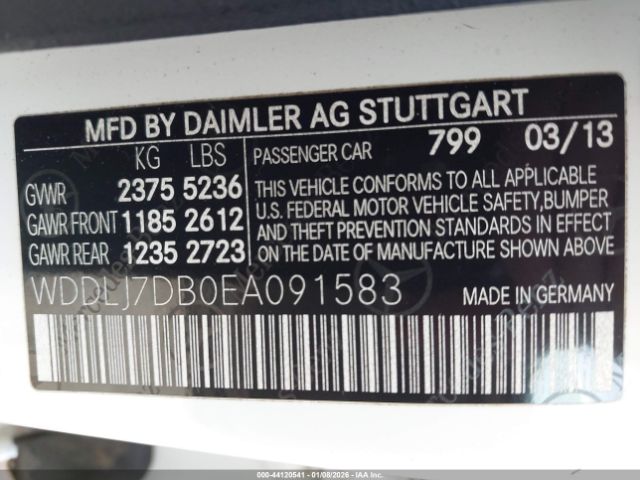 MFD BY DAIMLER AG STUTTGART
KG LBS
GVWR 2375 5236
GAWR FRONT 1185 2612
GAWR REAR 1235 2723
PASSENGER CAR 799 03/13
THIS VEHICLE CONFORMS TO ALL APPLICABLE
U.S. FEDERAL MOTOR VEHICLE SAFETY,BUMPER
AND THEFT PREVENTION STANDARDS IN EFFECT
ON THE DATE OF MANUFACTURE SHOWN ABOVE
WDDLJ7DB0EA091583 MADE IN GERMANY
000-44120541 - 01/08/2026 - IAA Inc.